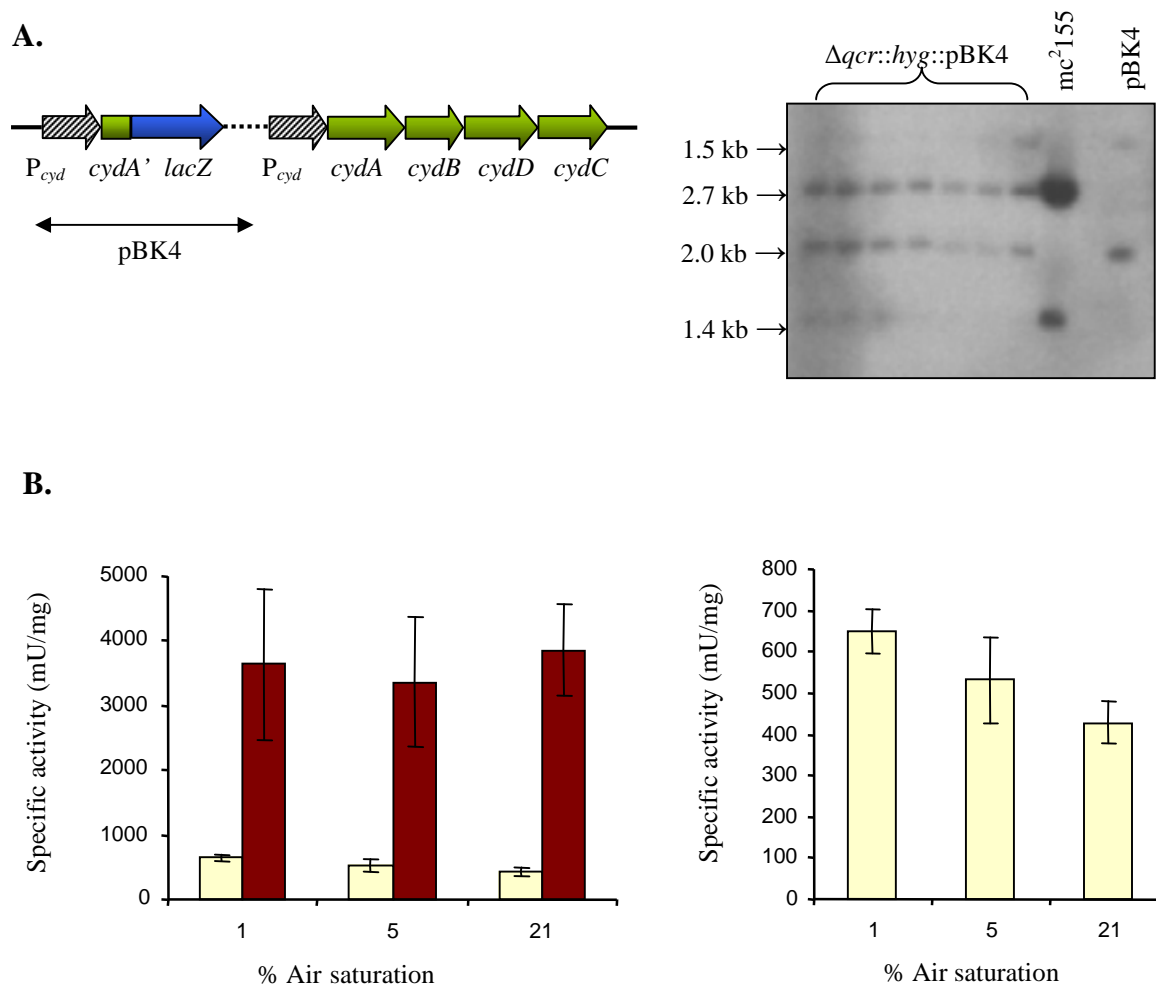 A.
P_cyd cydA’ lacZ P_cyd cydA cydB cydD cydC
pBK4
Δqcr::hyg::pBK4
mc²155
pBK4
1.5 kb →
2.7 kb →
2.0 kb →
1.4 kb →
B.
Specific activity (mU/mg)
5000
4000
3000
2000
1000
0
1 5 21
% Air saturation
Specific activity (mU/mg)
800
700
600
500
400
300
200
100
0
1 5 21
% Air saturation